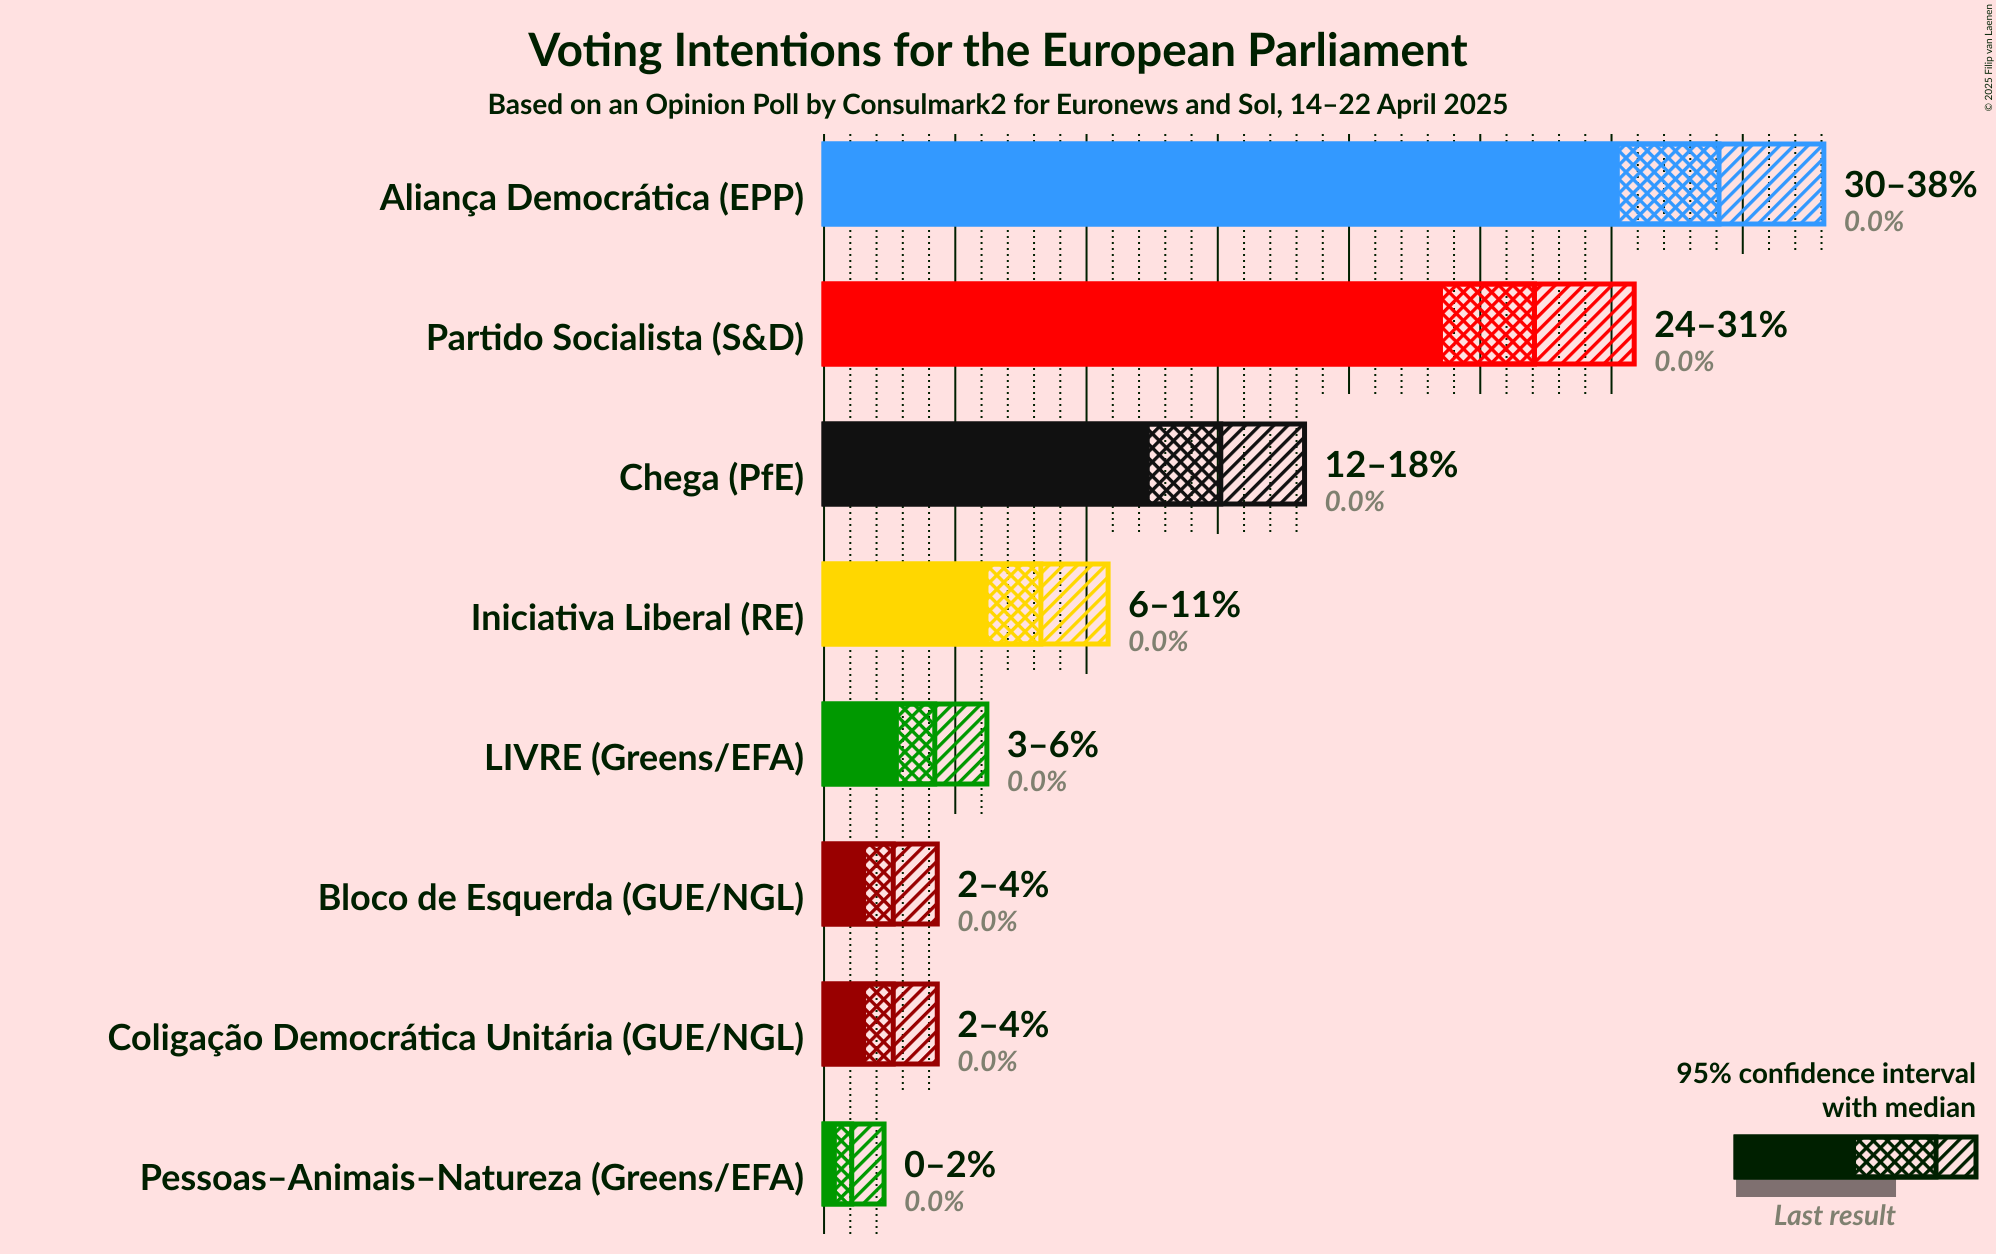 Voting Intentions for the European Parliament
Based on an Opinion Poll by Consulmark2 for Euronews and Sol, 14–22 April 2025
© 2025 Filip van Laenen
Aliança Democrática (EPP)
30–38%
0.0%
Partido Socialista (S&D)
24–31%
0.0%
Chega (PfE)
12–18%
0.0%
Iniciativa Liberal (RE)
6–11%
0.0%
LIVRE (Greens/EFA)
3–6%
0.0%
Bloco de Esquerda (GUE/NGL)
2–4%
0.0%
Coligação Democrática Unitária (GUE/NGL)
2–4%
0.0%
Pessoas–Animais–Natureza (Greens/EFA)
0–2%
0.0%
95% confidence interval
with median
Last result